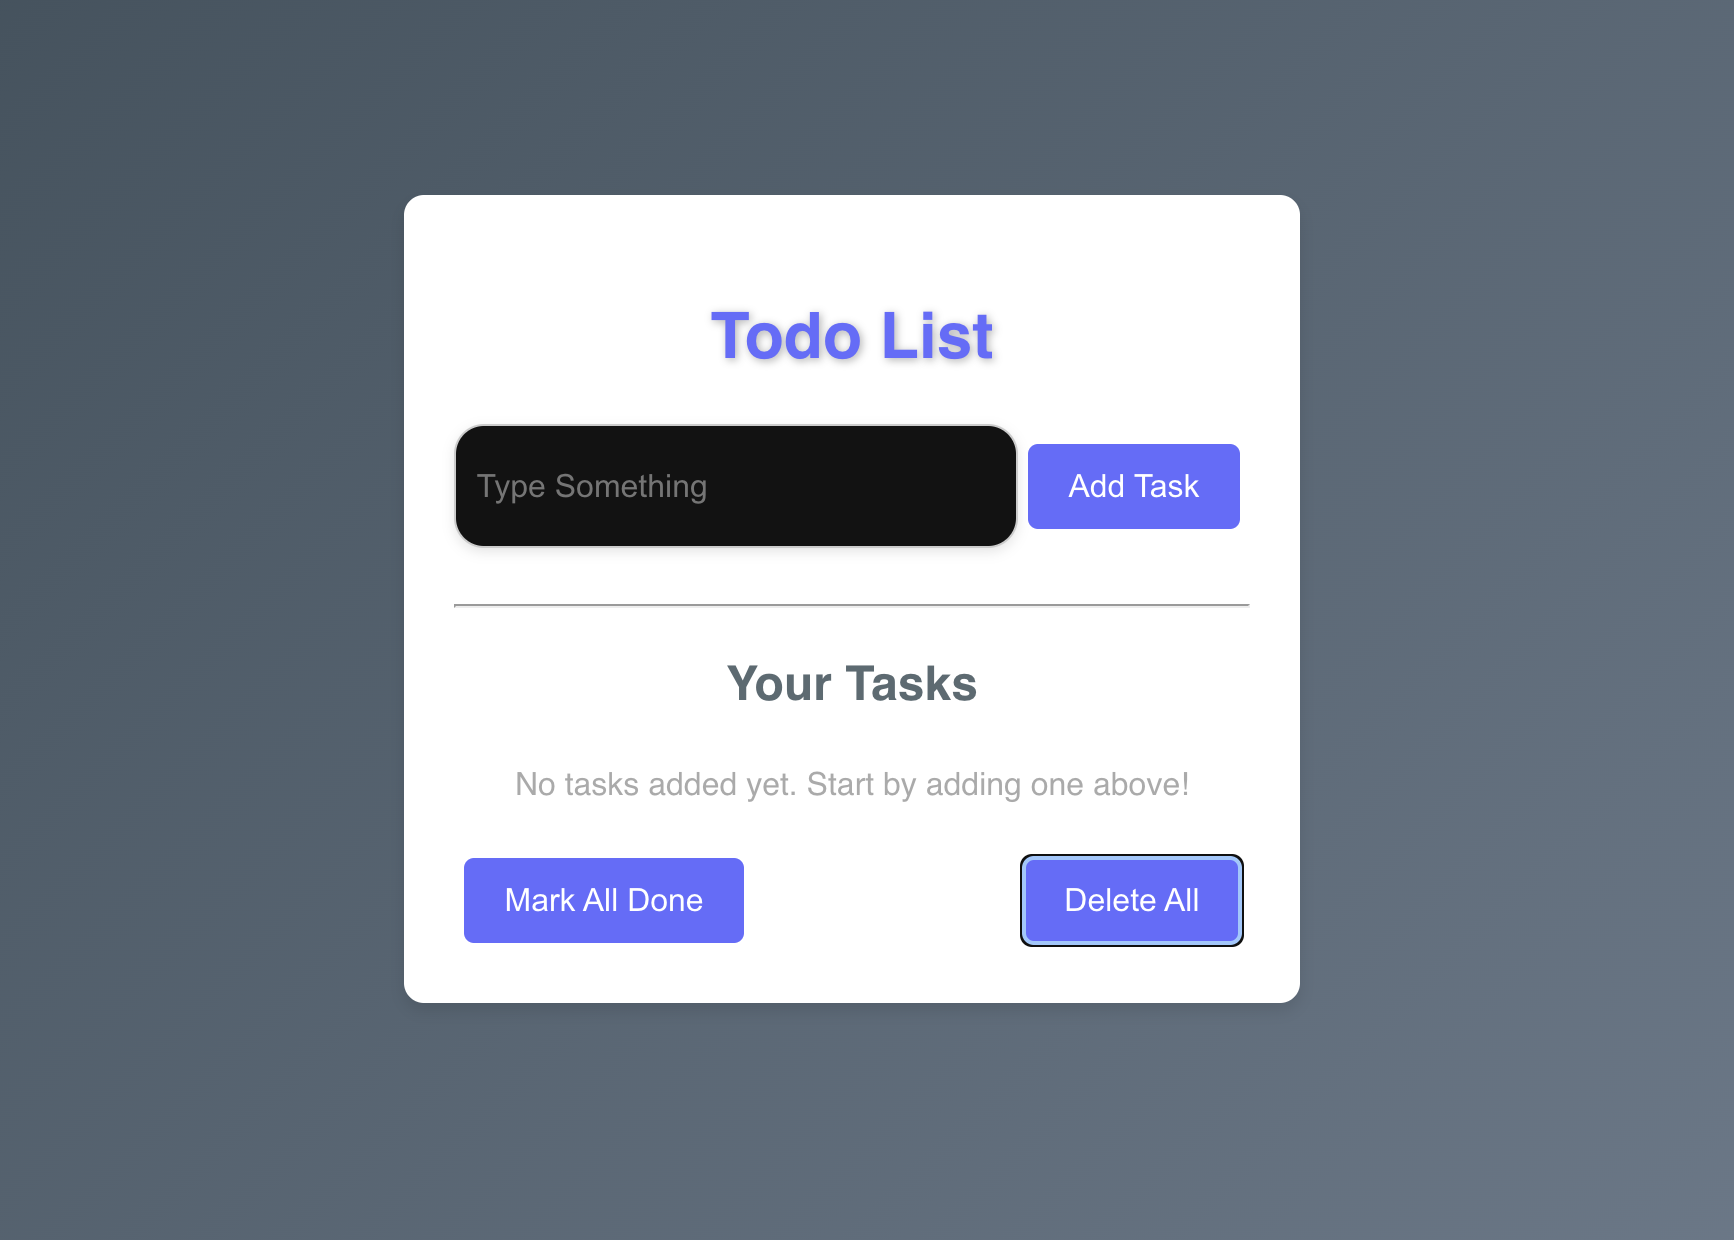 Todo List
Type Something
Add Task
Your Tasks
No tasks added yet. Start by adding one above!
Mark All Done
Delete All